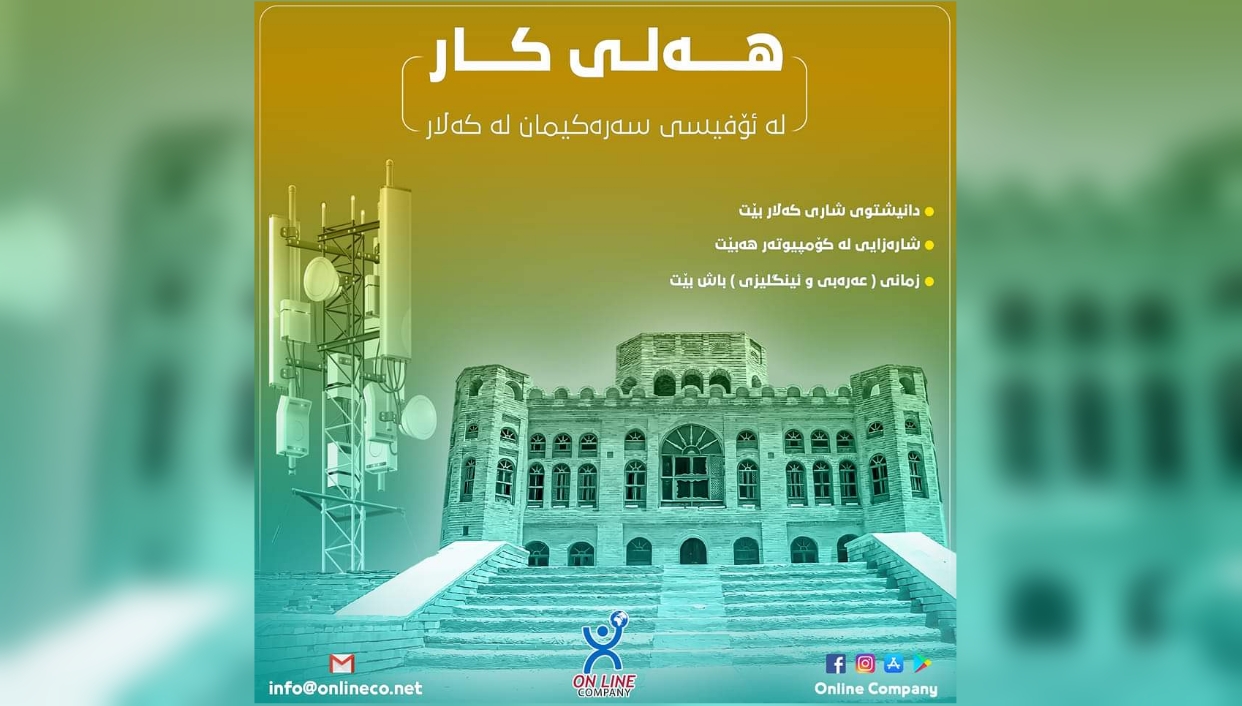 هەلی کار
لە ئۆفیسی سەرەکیمان لە کەلار
دانیشتوی شاری کەلار بێت
شارەزایی لە کۆمپیوتەر هەبێت
زمانی ( عەرەبی و ئینگلیزی ) باش بێت
ON LINE
COMPANY
info@onlineco.net
Online Company